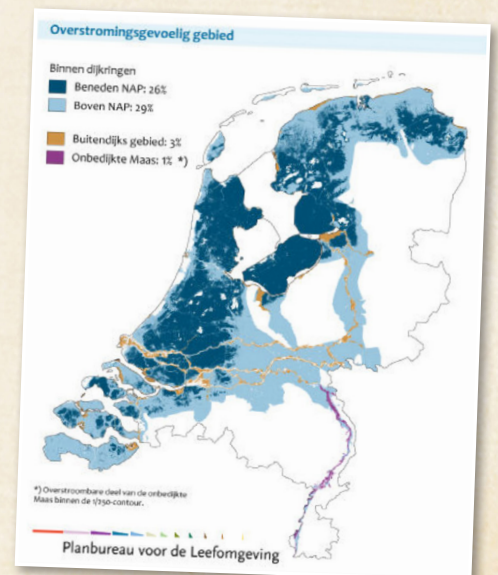 Overstromingsgevoelig gebied
Binnen dijkringen
Beneden NAP: 26%
Boven NAP: 29%
Buitendijks gebied: 3%
Onbedijkte Maas: 1% *)
*) Overstroombare deel van de onbedijkte
Maas binnen de 1/250-contour.
Planbureau voor de Leefomgeving